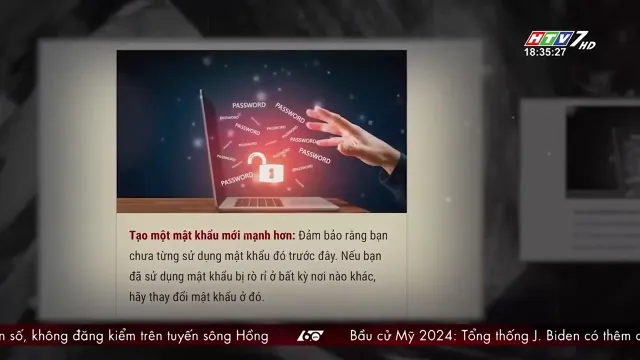 HTV7 HD
18:35:27
PASSWORD
PASSWORD
PASSWORD
PASSWORD
PASSWORD
Tạo một mật khẩu mới mạnh hơn: Đảm bảo rằng bạn
chưa từng sử dụng mật khẩu đó trước đây. Nếu bạn
đã sử dụng mật khẩu bị rò rỉ ở bất kỳ nơi nào khác,
hãy thay đổi mật khẩu ở đó.
n số, không đăng kiểm trên tuyến sông Hồng
60
Bầu cử Mỹ 2024: Tổng thống J. Biden có thêm